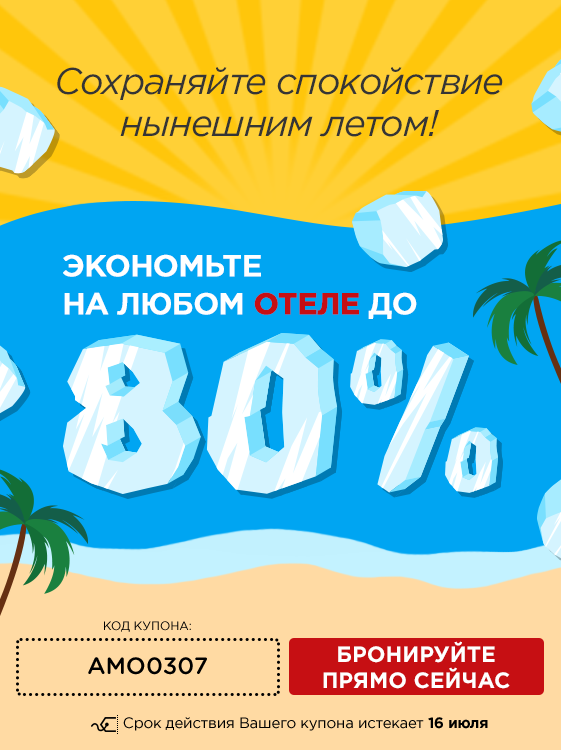 Сохраняйте спокойствие
нынешним летом!
ЭКОНОМЬТЕ
НА ЛЮБОМ ОТЕЛЕ ДО
80%
КОД КУПОНА:
АМО0307
БРОНИРУЙТЕ
ПРЯМО СЕЙЧАС
Срок действия Вашего купона истекает 16 июля